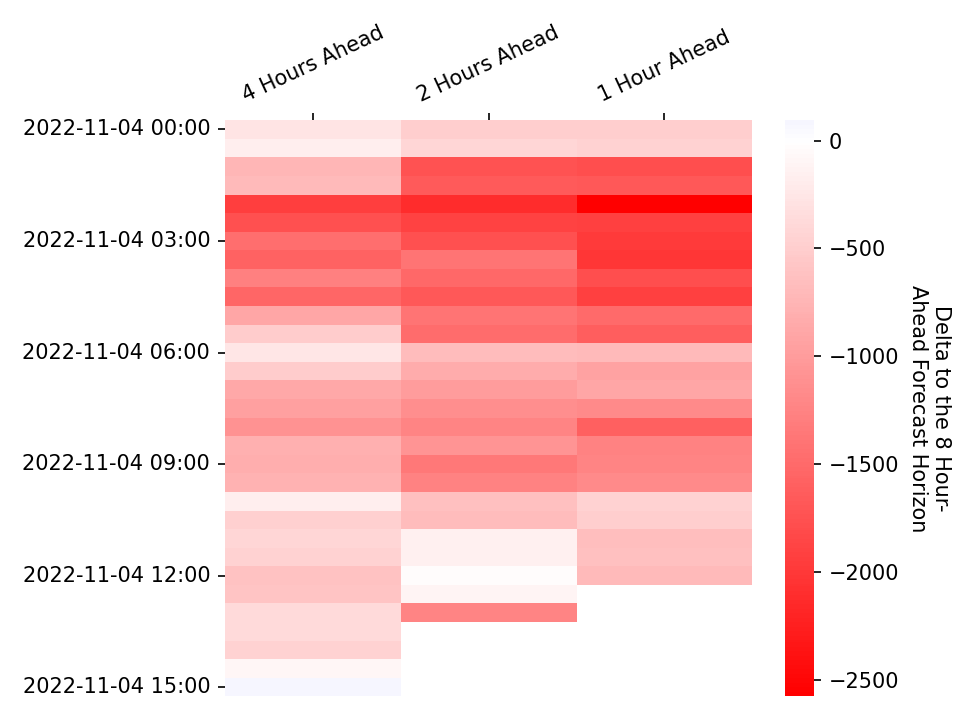 4 Hours Ahead
2 Hours Ahead
1 Hour Ahead
2022-11-04 00:00
2022-11-04 03:00
2022-11-04 06:00
2022-11-04 09:00
2022-11-04 12:00
2022-11-04 15:00
0
−500
−1000
−1500
−2000
−2500
Delta to the 8 Hour-
Ahead Forecast Horizon